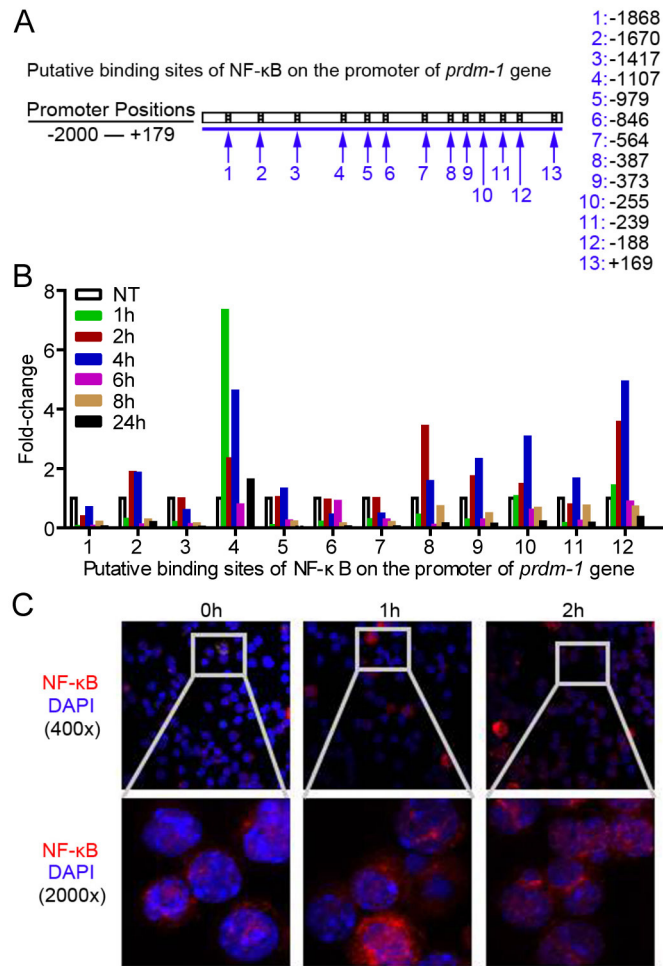 A
Putative binding sites of NF-κB on the promoter of prdm-1 gene
Promoter Positions
-2000 — +179
1 2 3 4 5 6 7 8 9 10 11 12 13
1:-1868
2:-1670
3:-1417
4:-1107
5:-979
6:-846
7:-564
8:-387
9:-373
10:-255
11:-239
12:-188
13:+169
B
Fold-change
8
6
4
2
0
NT
1h
2h
4h
6h
8h
24h
1 2 3 4 5 6 7 8 9 10 11 12
Putative binding sites of NF-κ B on the promoter of prdm-1 gene
C
0h 1h 2h
NF-κB
DAPI
(400x)
NF-κB
DAPI
(2000x)